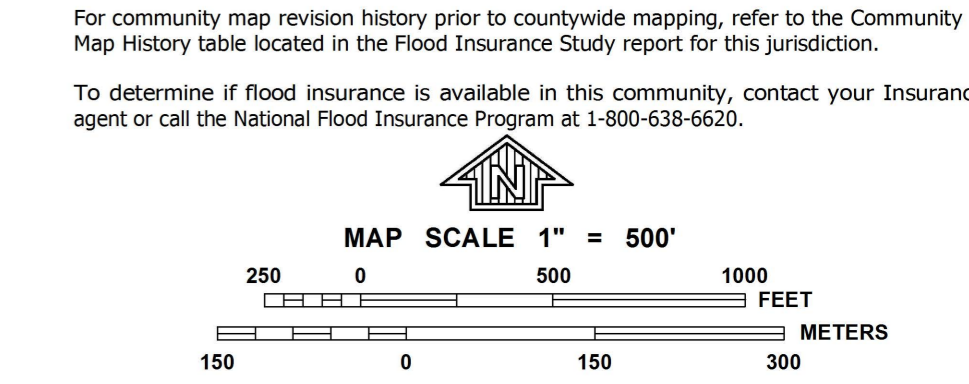 For community map revision history prior to countywide mapping, refer to the Community
Map History table located in the Flood Insurance Study report for this jurisdiction.
To determine if flood insurance is available in this community, contact your Insuranc
agent or call the National Flood Insurance Program at 1-800-638-6620.
N
MAP SCALE 1" = 500'
250 0 500 1000
FEET
METERS
150 0 150 300